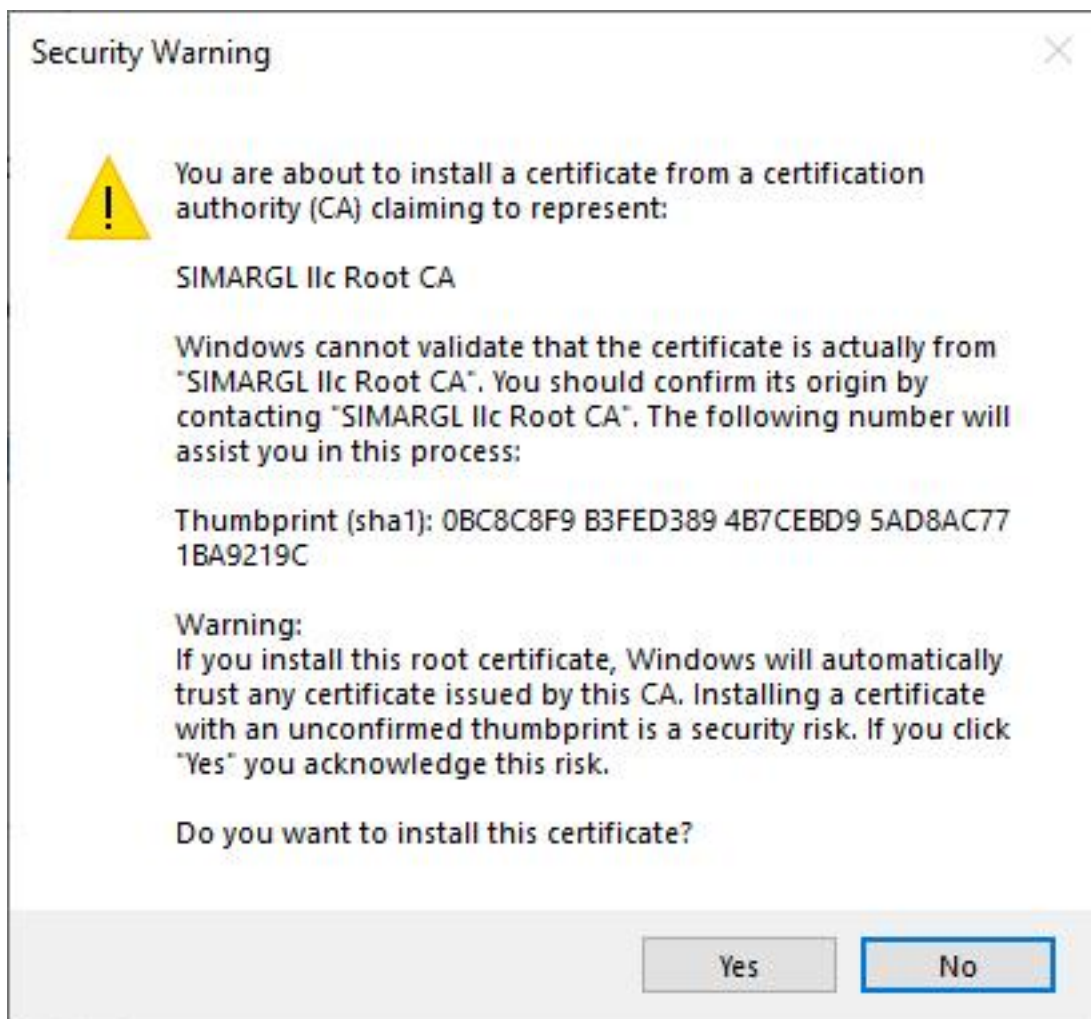 Security Warning
You are about to install a certificate from a certification
authority (CA) claiming to represent:
SIMARGL llc Root CA
Windows cannot validate that the certificate is actually from
"SIMARGL llc Root CA". You should confirm its origin by
contacting "SIMARGL llc Root CA". The following number will
assist you in this process:
Thumbprint (sha1): 0BC8C8F9 B3FED389 4B7CEBD9 5AD8AC77
1BA9219C
Warning:
If you install this root certificate, Windows will automatically
trust any certificate issued by this CA. Installing a certificate
with an unconfirmed thumbprint is a security risk. If you click
"Yes" you acknowledge this risk.
Do you want to install this certificate?
Yes
No